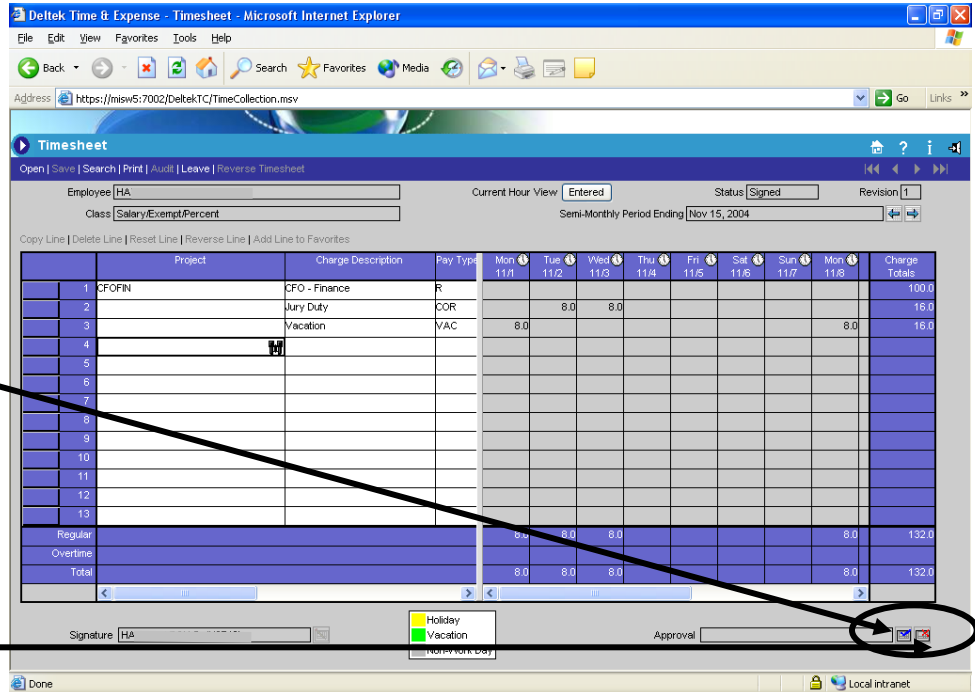 Deltek Time & Expense - Timesheet - Microsoft Internet Explorer
File Edit View Favorites Tools Help
Back Search Favorites Media
Address https://misw5:7002/DeltekTC/TimeCollection.msv Go Links »
Timesheet
Open | Save | Search | Print | Audit | Leave | Reverse Timesheet
Employee HA Current Hour View Entered Status Signed Revision 1
Class Salary/Exempt/Percent Semi-Monthly Period Ending Nov 15, 2004
Copy Line | Delete Line | Reset Line | Reverse Line | Add Line to Favorites
Project Charge Description Pay Type Mon 11/1 Tue 11/2 Wed 11/3 Thu 11/4 Fri 11/5 Sat 11/6 Sun 11/7 Mon 11/8 Charge Totals
1 CFOFIN CFO - Finance R 100.0
2 Jury Duty COR 8.0 8.0 16.0
3 Vacation VAC 8.0 8.0 16.0
4
5
6
7
8
9
10
11
12
13
Regular 8.0 8.0 8.0 8.0 132.0
Overtime
Total 8.0 8.0 8.0 8.0 132.0
Holiday
Vacation
Non-Work Day
Signature HA Approval
Done Local intranet